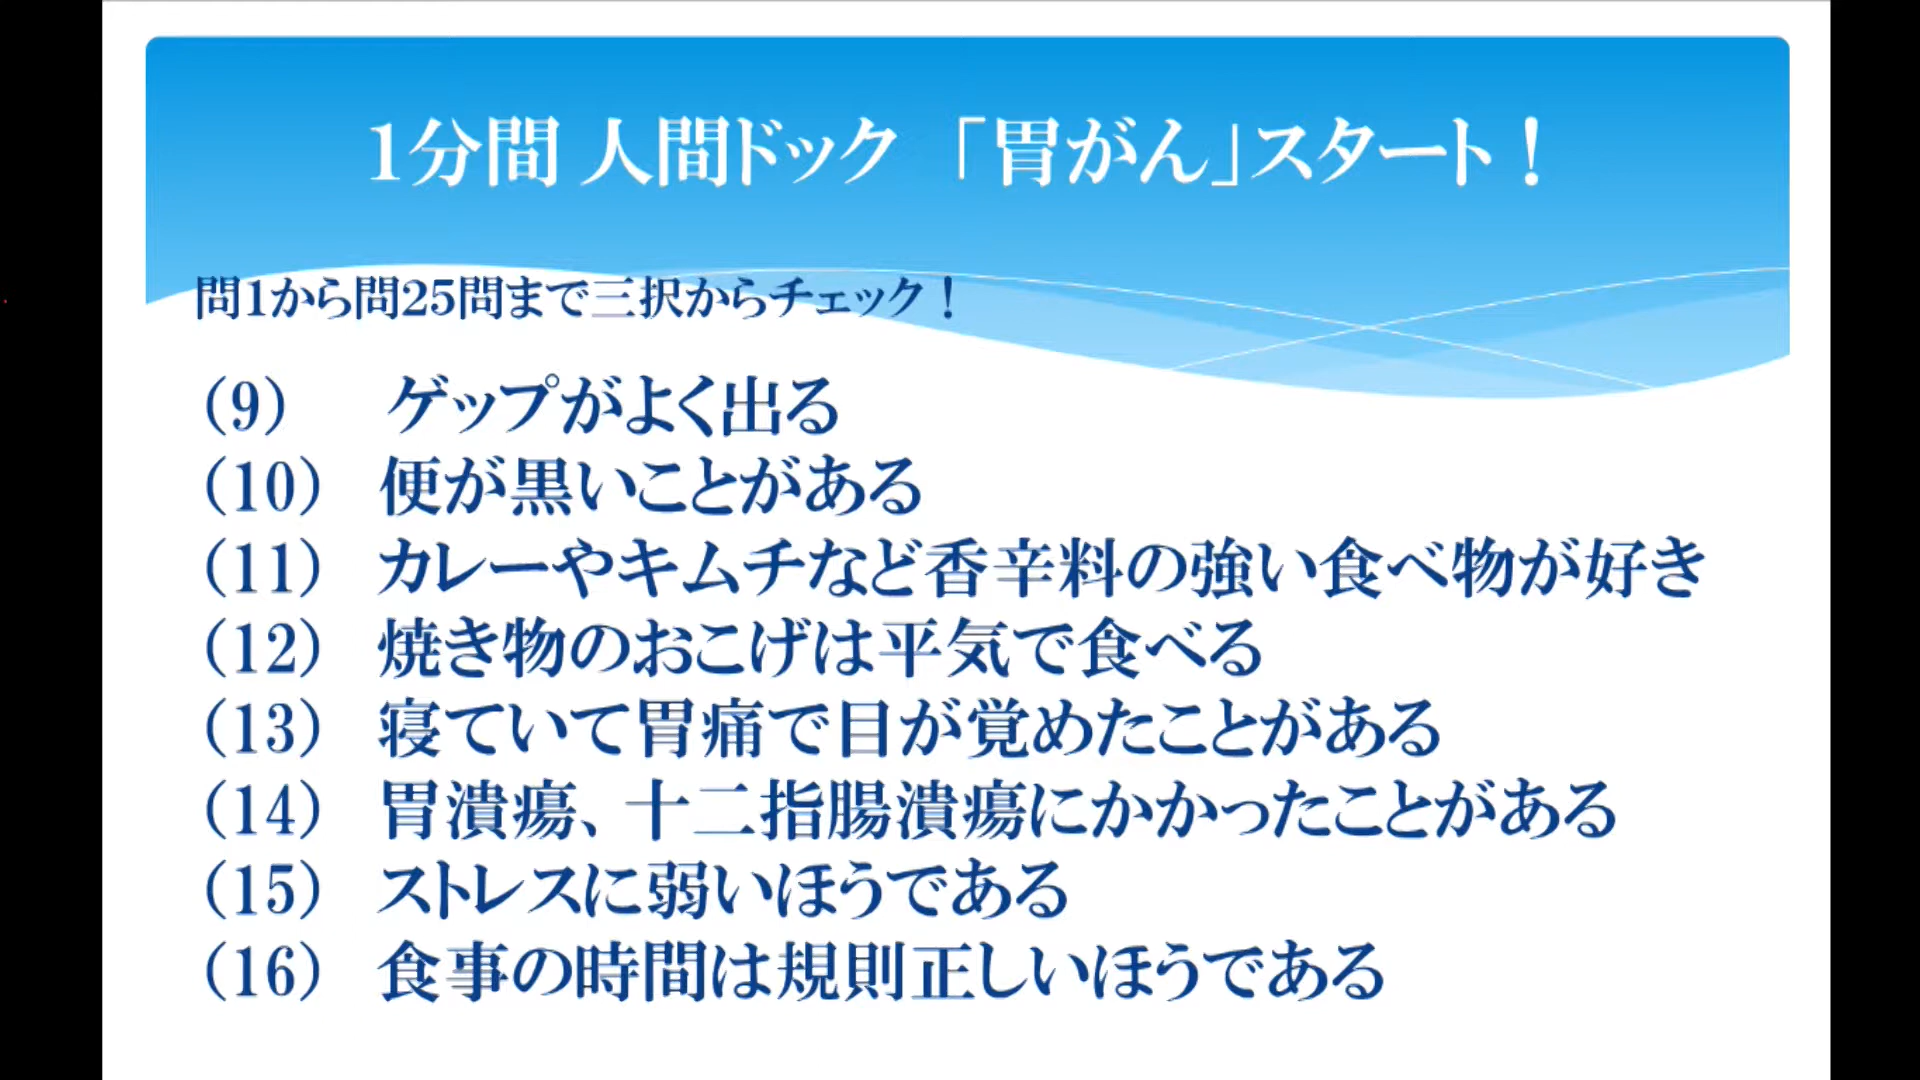 1分間 人間ドック 「胃がん」スタート！
問1から問25問まで三択からチェック！
（9） ゲップがよく出る
（10） 便が黒いことがある
（11） カレーやキムチなど香辛料の強い食べ物が好き
（12） 焼き物のおこげは平気で食べる
（13） 寝ていて胃痛で目が覚めたことがある
（14） 胃潰瘍、十二指腸潰瘍にかかったことがある
（15） ストレスに弱いほうである
（16） 食事の時間は規則正しいほうである